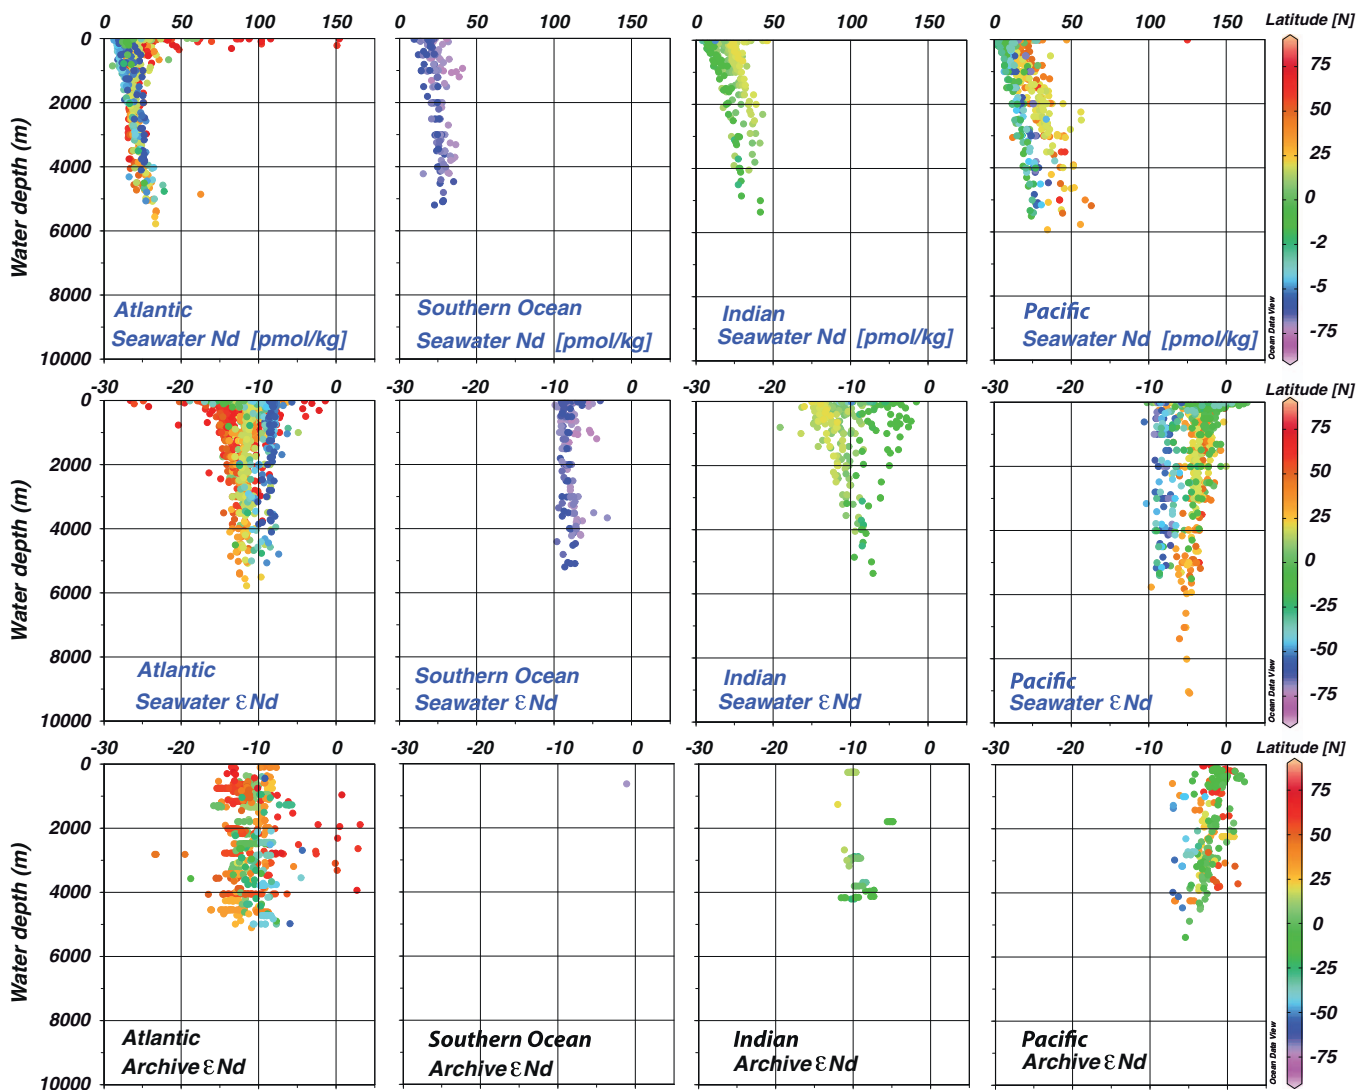 0 50 100 150 0 50 100 150 0 50 100 150 0 50 100 150 Latitude [N]
0
2000
4000
6000
8000
10000
Water depth (m)
Atlantic
Seawater Nd [pmol/kg]
Southern Ocean
Seawater Nd [pmol/kg]
Indian
Seawater Nd [pmol/kg]
Pacific
Seawater Nd [pmol/kg]
Ocean Data View
75
50
25
0
-2
-5
-75
-30 -20 -10 0 -30 -20 -10 0 -30 -20 -10 0 -30 -20 -10 0 Latitude [N]
0
2000
4000
6000
8000
10000
Water depth (m)
Atlantic
Seawater εNd
Southern Ocean
Seawater εNd
Indian
Seawater εNd
Pacific
Seawater εNd
Ocean Data View
75
50
25
0
-25
-50
-75
-30 -20 -10 0 -30 -20 -10 0 -30 -20 -10 0 -30 -20 -10 0 Latitude [N]
0
2000
4000
6000
8000
10000
Water depth (m)
Atlantic
Archive εNd
Southern Ocean
Archive εNd
Indian
Archive εNd
Pacific
Archive εNd
Ocean Data View
75
50
25
0
-25
-50
-75